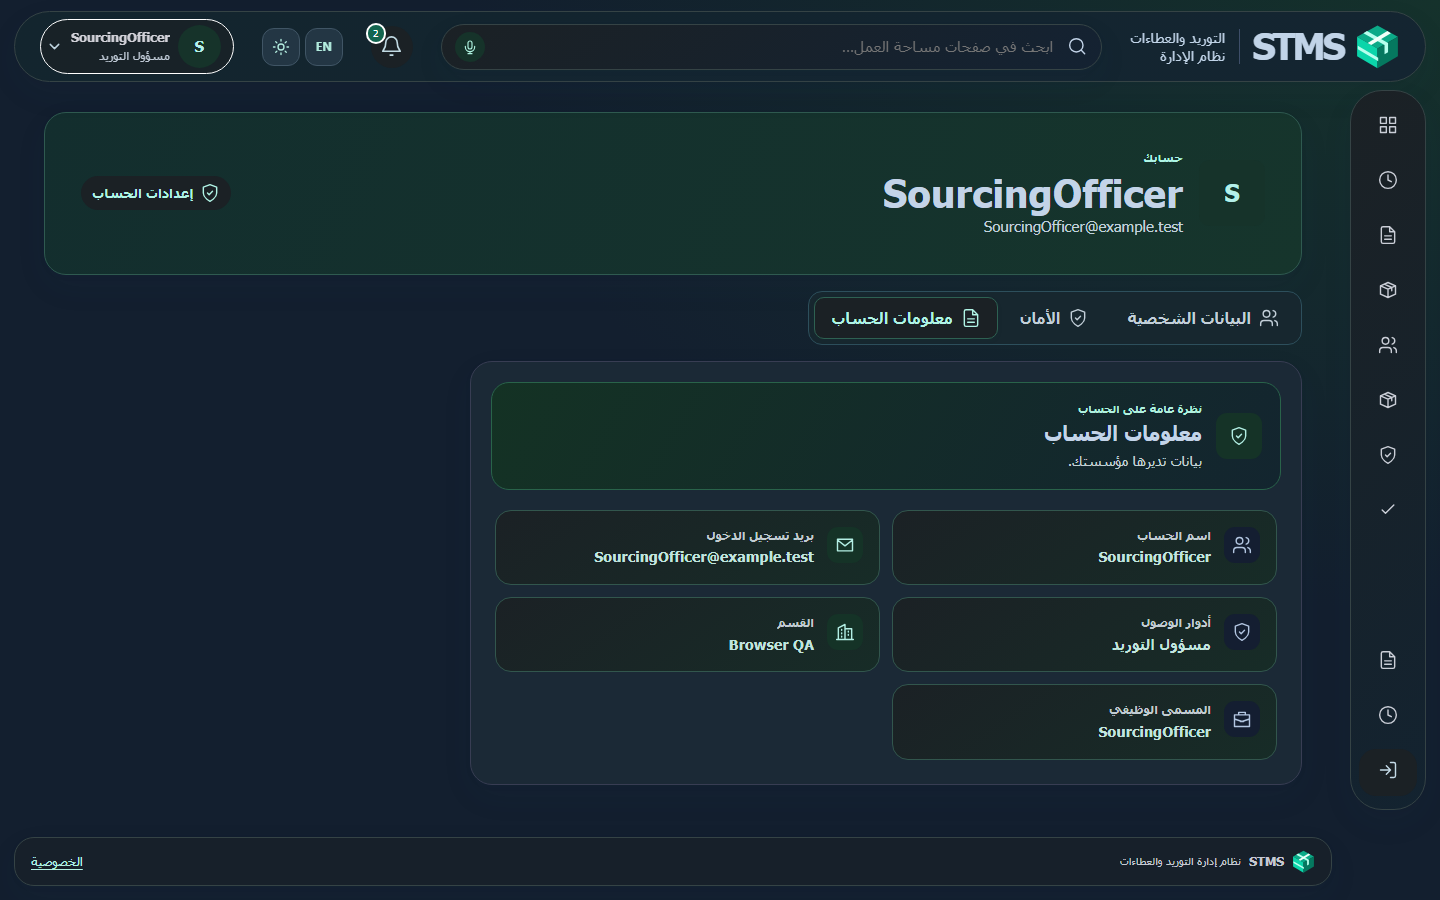 STMS
التوريد والعطاءات
نظام الإدارة
ابحث في صفحات مساحة العمل...
2
EN
S
SourcingOfficer
مسؤول التوريد
حسابك
S
SourcingOfficer
SourcingOfficer@example.test
إعدادات الحساب
البيانات الشخصية
الأمان
معلومات الحساب
نظرة عامة على الحساب
معلومات الحساب
بيانات تديرها مؤسستك.
اسم الحساب
SourcingOfficer
بريد تسجيل الدخول
SourcingOfficer@example.test
أدوار الوصول
مسؤول التوريد
القسم
Browser QA
المسمى الوظيفي
SourcingOfficer
STMS
نظام إدارة التوريد والعطاءات
الخصوصية